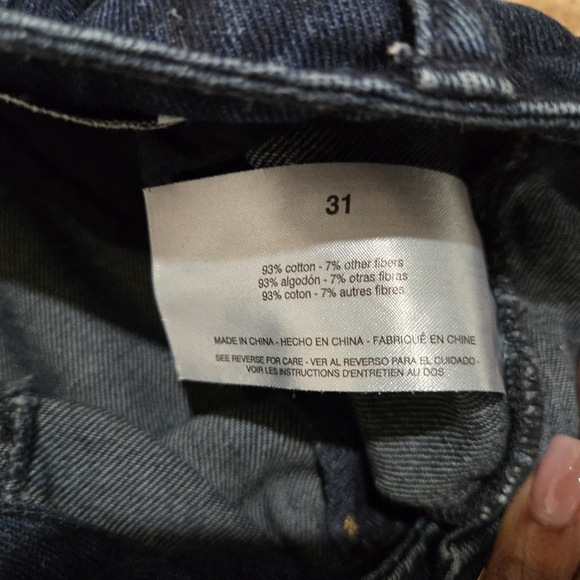 31
93% cotton - 7% other fibers
93% algodón - 7% otras fibras
93% coton - 7% autres fibres
MADE IN CHINA - HECHO EN CHINA - FABRIQUÉ EN CHINE
SEE REVERSE FOR CARE - VER AL REVERSO PARA EL CUIDADO -
VOIR LES INSTRUCTIONS D'ENTRETIEN AU DOS